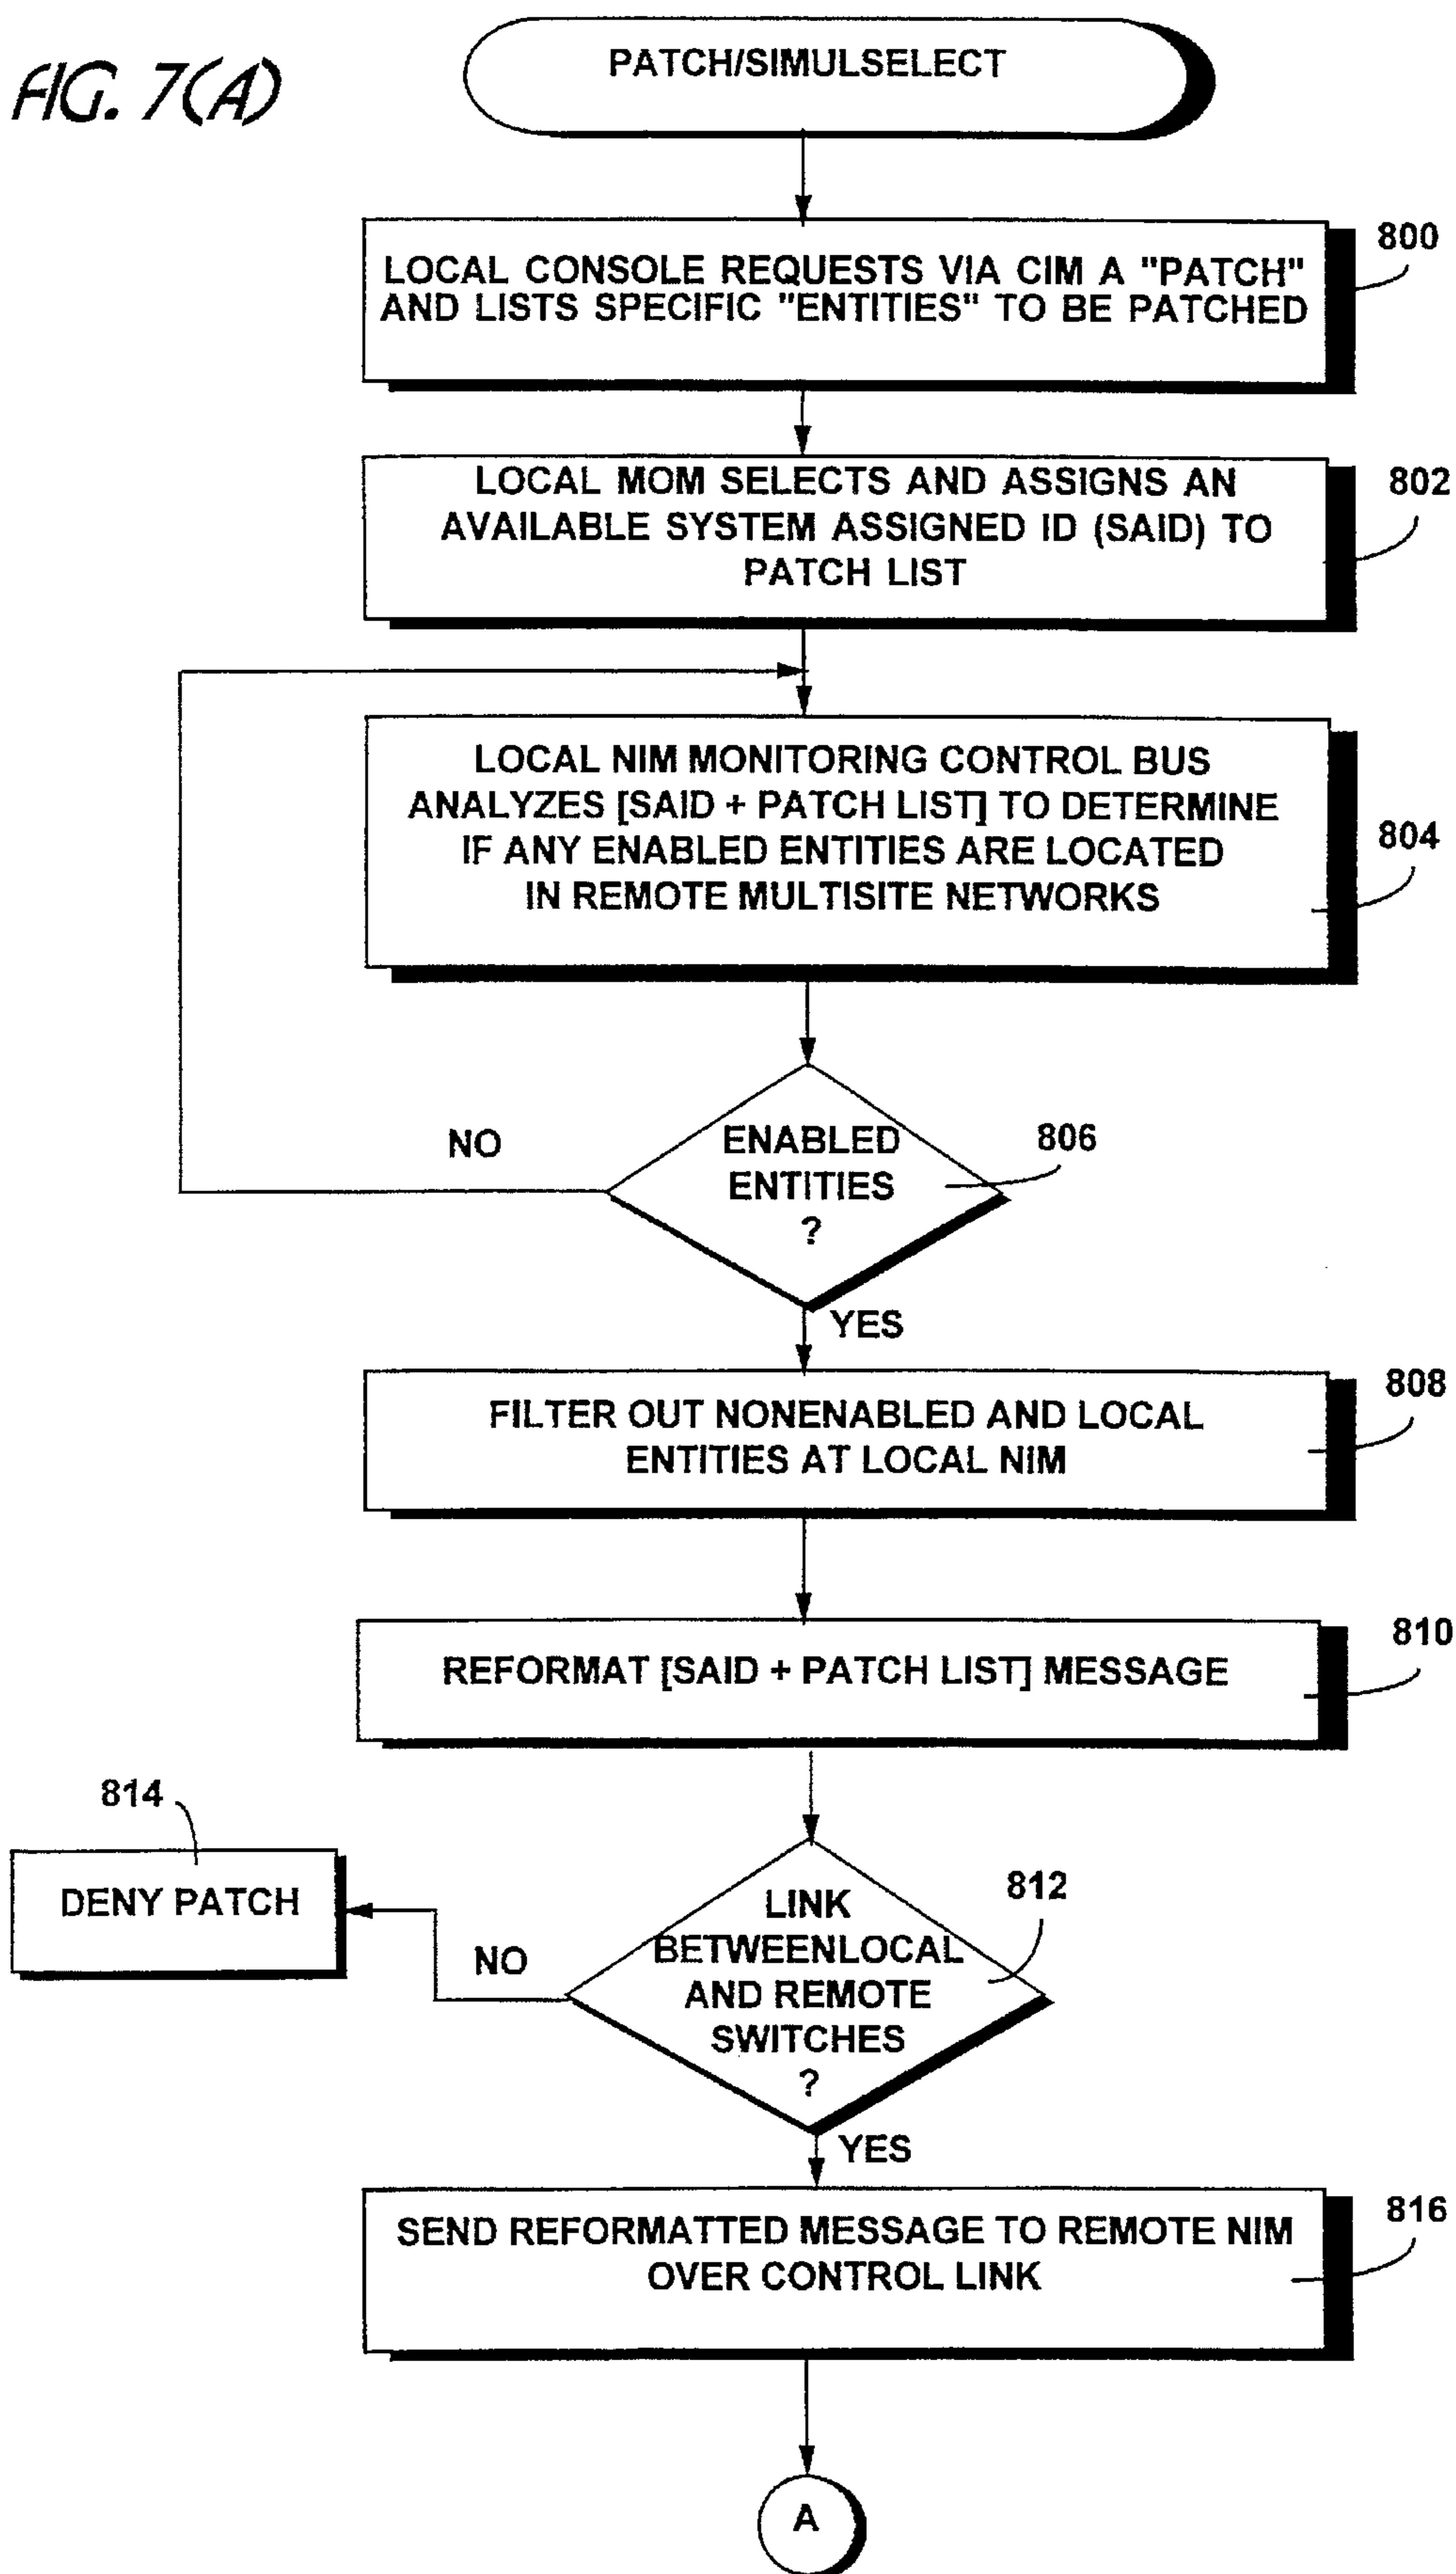 FIG. 7(A)
PATCH/SIMULSELECT
800
LOCAL CONSOLE REQUESTS VIA CIM A "PATCH"
AND LISTS SPECIFIC "ENTITIES" TO BE PATCHED
802
LOCAL MOM SELECTS AND ASSIGNS AN
AVAILABLE SYSTEM ASSIGNED ID (SAID) TO
PATCH LIST
LOCAL NIM MONITORING CONTROL BUS
ANALYZES [SAID + PATCH LIST] TO DETERMINE
IF ANY ENABLED ENTITIES ARE LOCATED
IN REMOTE MULTISITE NETWORKS
804
NO
ENABLED
ENTITIES
?
806
YES
808
FILTER OUT NONENABLED AND LOCAL
ENTITIES AT LOCAL NIM
810
REFORMAT [SAID + PATCH LIST] MESSAGE
814
DENY PATCH
NO
LINK
BETWEENLOCAL
AND REMOTE
SWITCHES
?
812
YES
816
SEND REFORMATTED MESSAGE TO REMOTE NIM
OVER CONTROL LINK
A